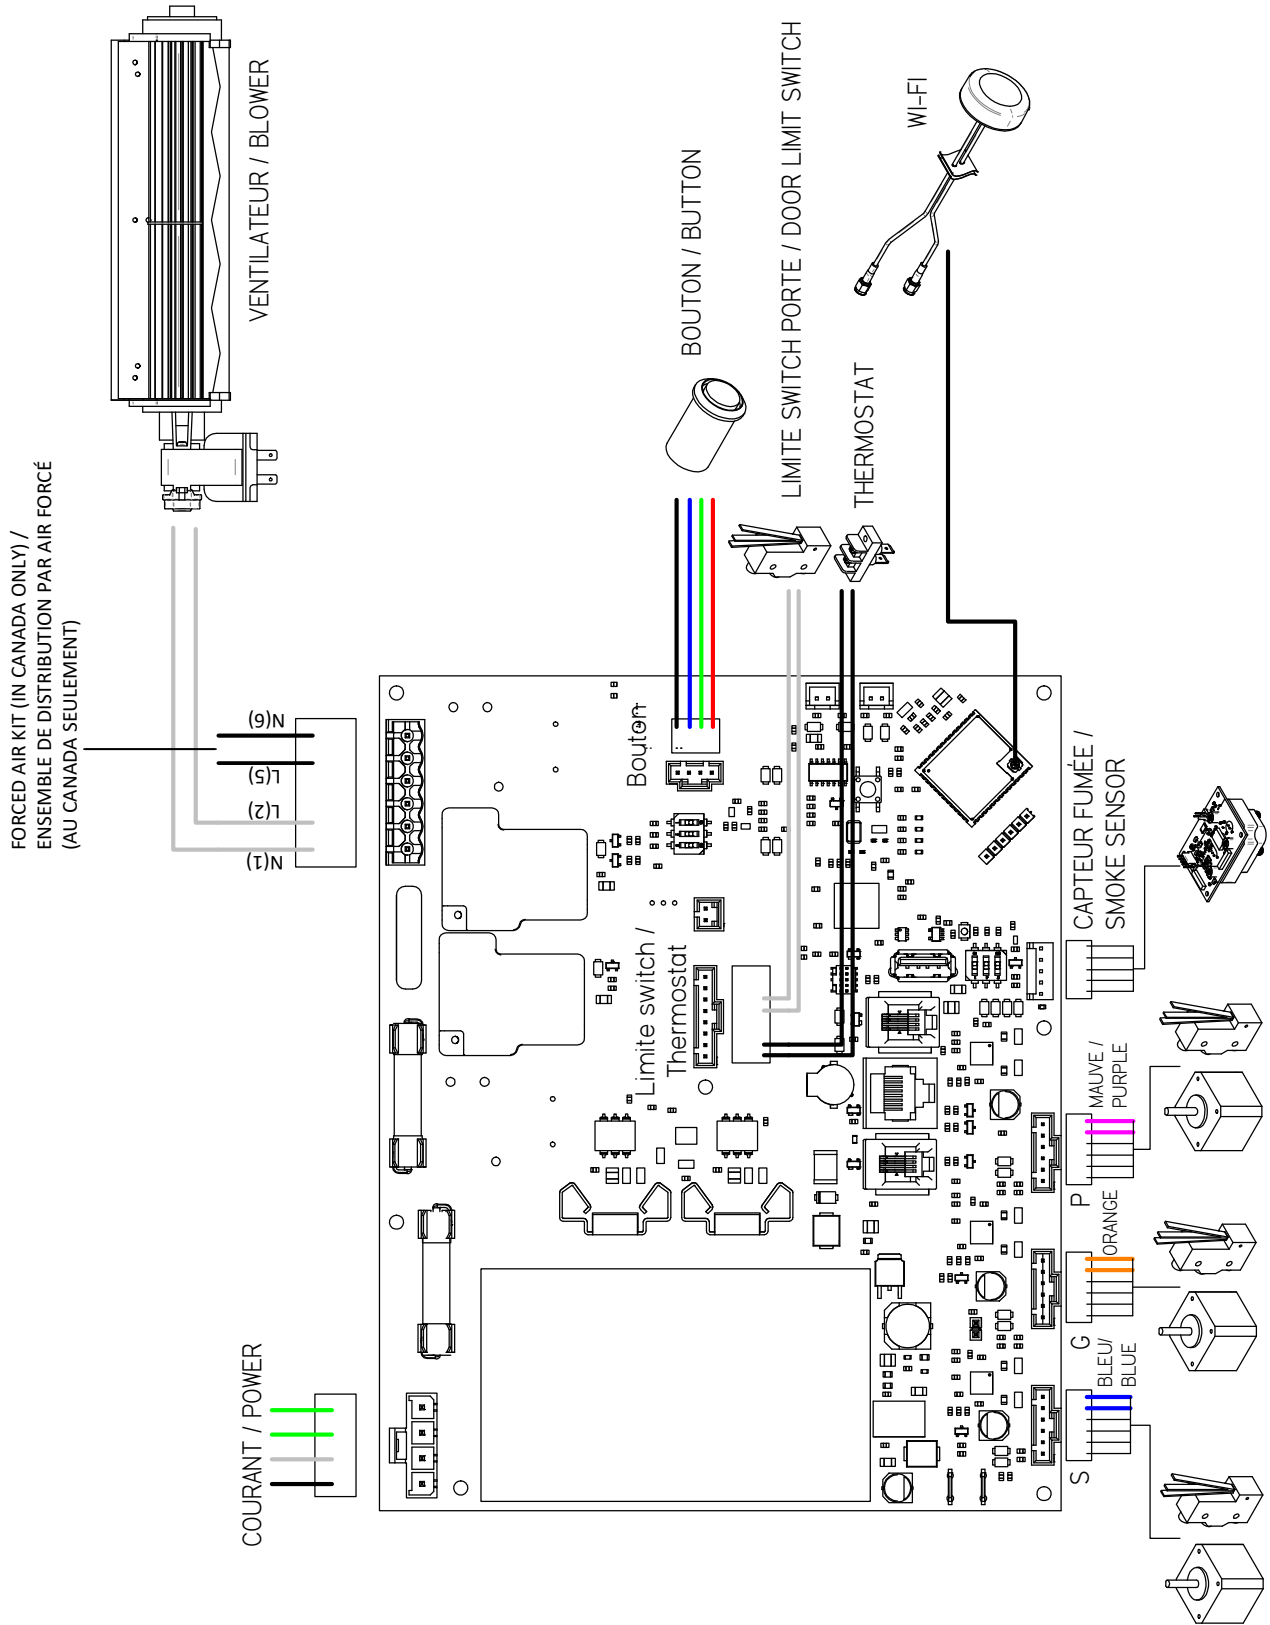 FORCED AIR KIT (IN CANADA ONLY) /
ENSEMBLE DE DISTRIBUTION PAR AIR FORCÉ
(AU CANADA SEULEMENT)
VENTILATEUR / BLOWER
N(1)
L(2)
L(5)
N(6)
COURANT / POWER
BOUTON / BUTTON
LIMITE SWITCH PORTE / DOOR LIMIT SWITCH
THERMOSTAT
WI-FI
Bouton
Limite switch /
Thermostat
CAPTEUR FUMÉE /
SMOKE SENSOR
S
BLEU/
BLUE
G
ORANGE
P
MAUVE /
PURPLE